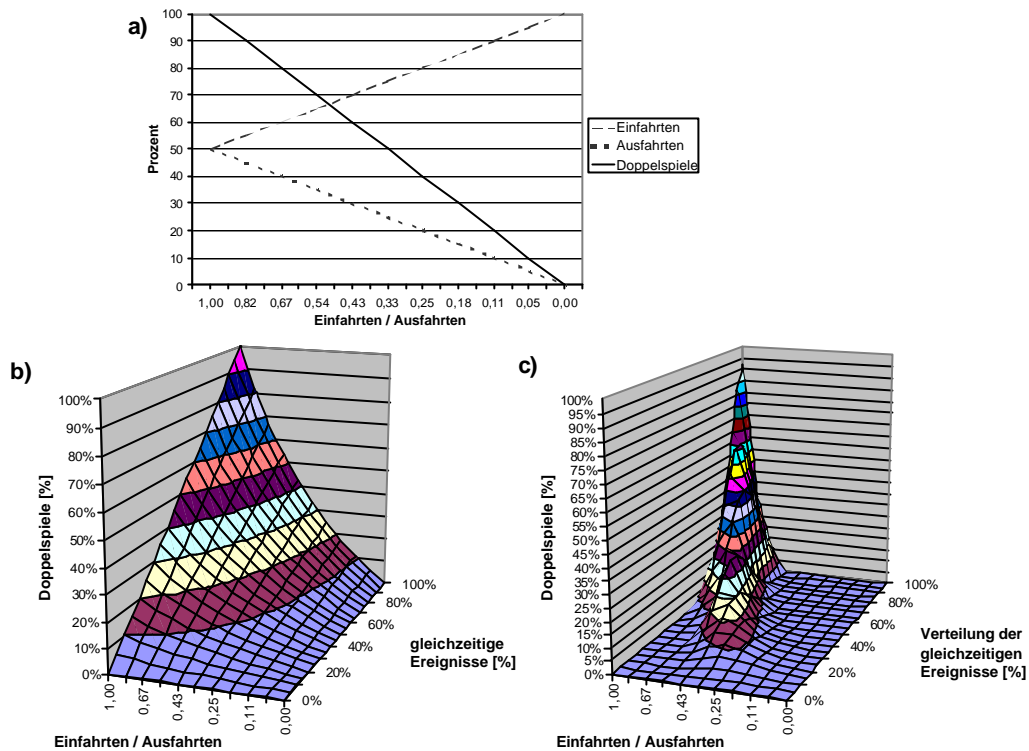 a)
100
90
80
70
60
50
40
30
20
10
0
Prozent
1,00 0,82 0,67 0,54 0,43 0,33 0,25 0,18 0,11 0,05 0,00
Einfahrten / Ausfahrten
Einfahrten
Ausfahrten
Doppelspiele
b)
100%
90%
80%
70%
60%
50%
40%
30%
20%
10%
0%
Doppelspiele [%]
1,00 0,67 0,43 0,25 0,11 0,00
Einfahrten / Ausfahrten
0%
20%
40%
60%
80%
100%
gleichzeitige
Ereignisse [%]
c)
100%
95%
90%
85%
80%
75%
70%
65%
60%
55%
50%
45%
40%
35%
30%
25%
20%
15%
10%
5%
0%
Doppelspiele [%]
1,00 0,67 0,43 0,25 0,11 0,00
Einfahrten / Ausfahrten
0%
20%
40%
60%
80%
100%
Verteilung der
gleichzeitigen
Ereignisse [%]